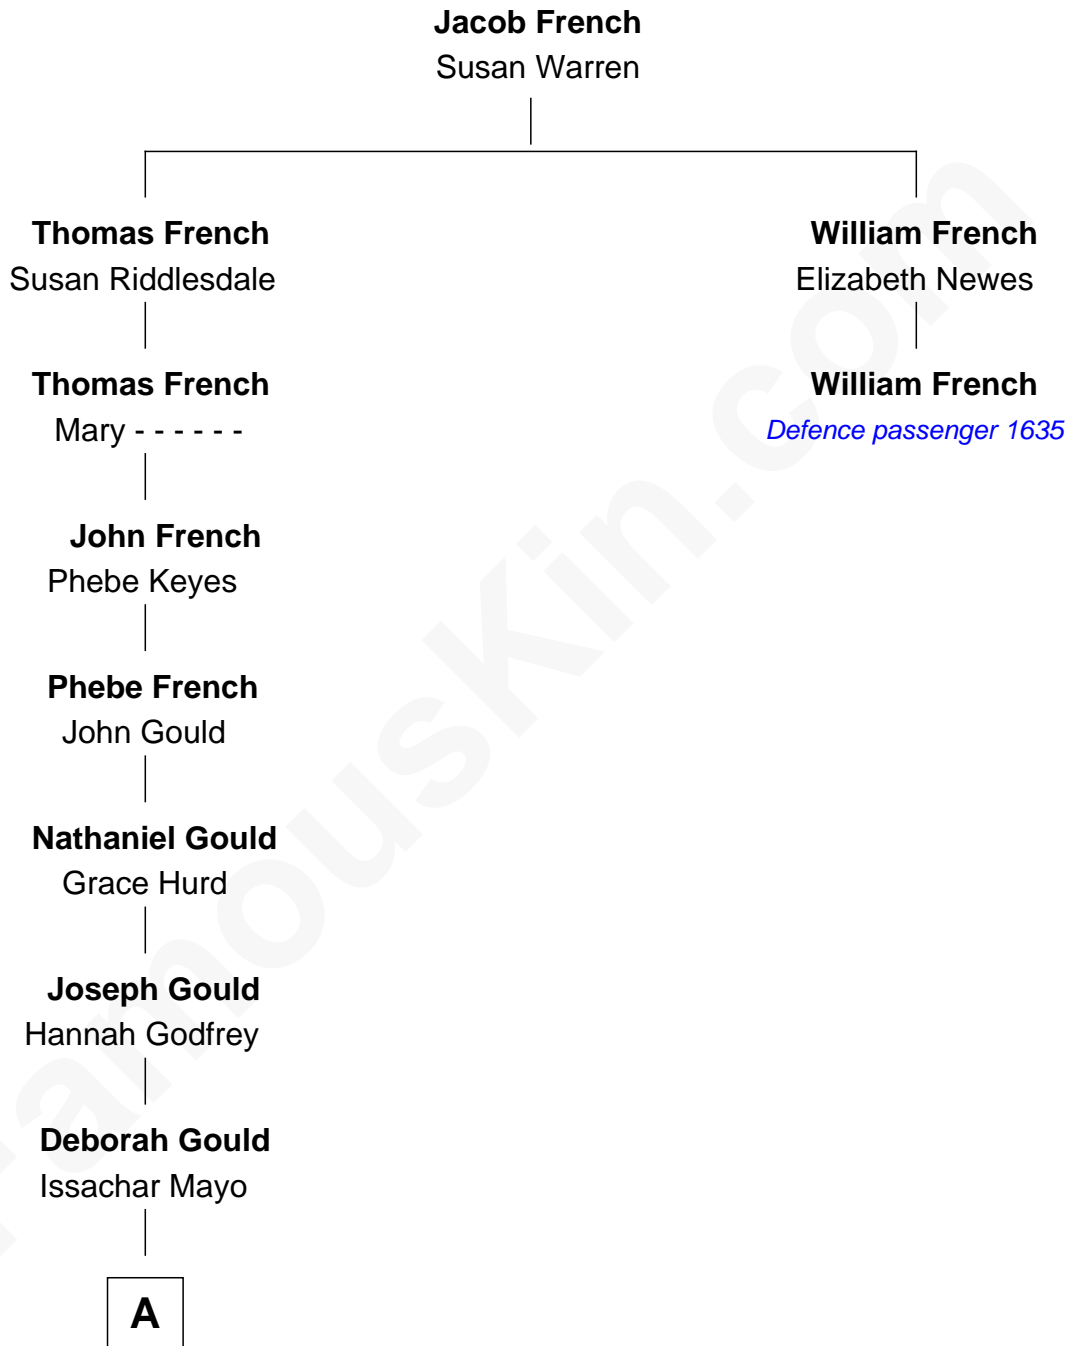 Jacob French
Susan Warren
Thomas French
Susan Riddlesdale
William French
Elizabeth Newes
Thomas French
Mary - - - - - -
William French
Defence passenger 1635
John French
Phebe Keyes
Phebe French
John Gould
Nathaniel Gould
Grace Hurd
Joseph Gould
Hannah Godfrey
Deborah Gould
Issachar Mayo
A
FamousKin.com